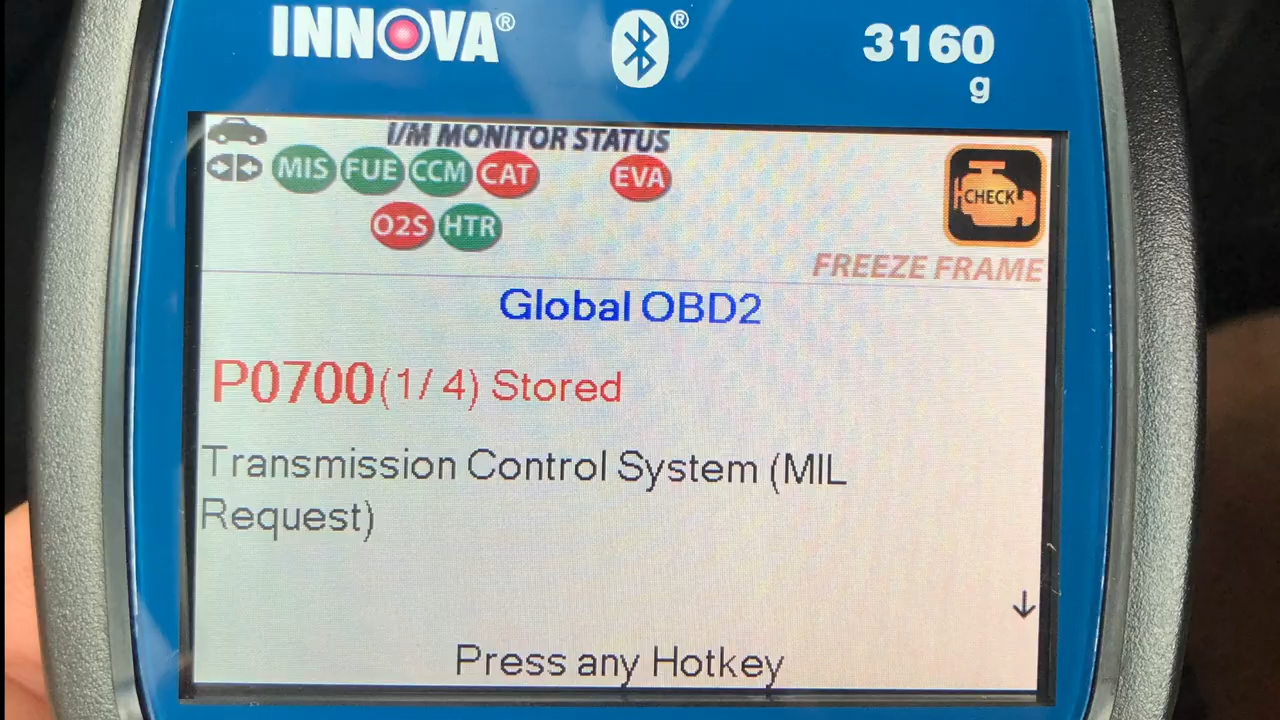 INNOVA® ® 3160
g
I/M MONITOR STATUS
MIS FUE CCM CAT EVA
O2S HTR
CHECK
FREEZE FRAME
Global OBD2
P0700(1/ 4) Stored
Transmission Control System (MIL
Request)
Press any Hotkey